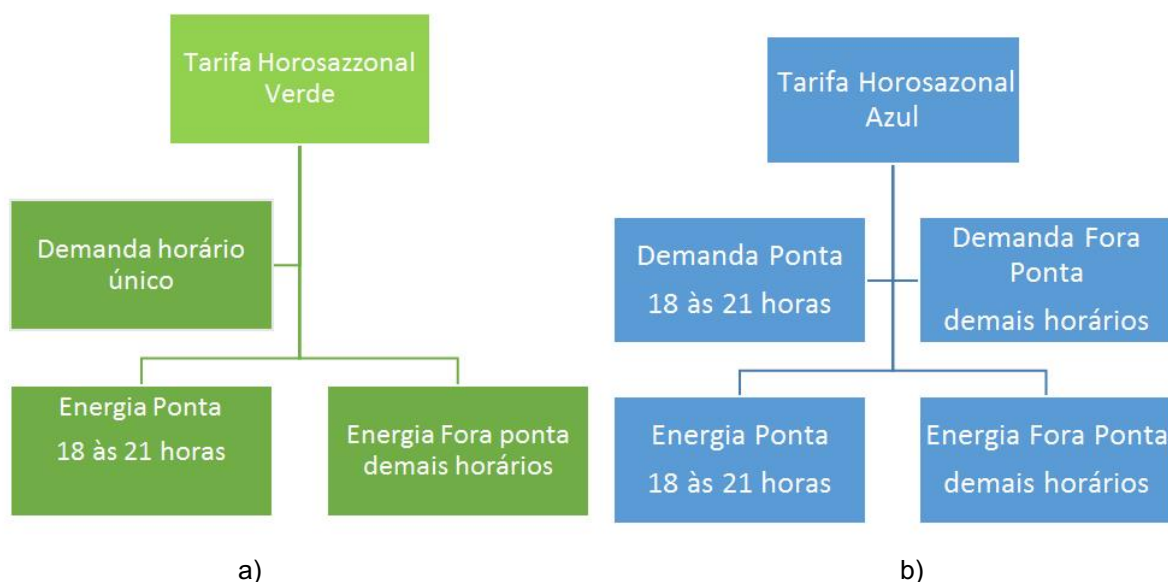 Tarifa Horosazzonal
Verde
Demanda horário
único
Energia Ponta
18 às 21 horas
Energia Fora ponta
demais horários
a)
Tarifa Horosazonal
Azul
Demanda Ponta
18 às 21 horas
Demanda Fora
Ponta
demais horários
Energia Ponta
18 às 21 horas
Energia Fora Ponta
demais horários
b)